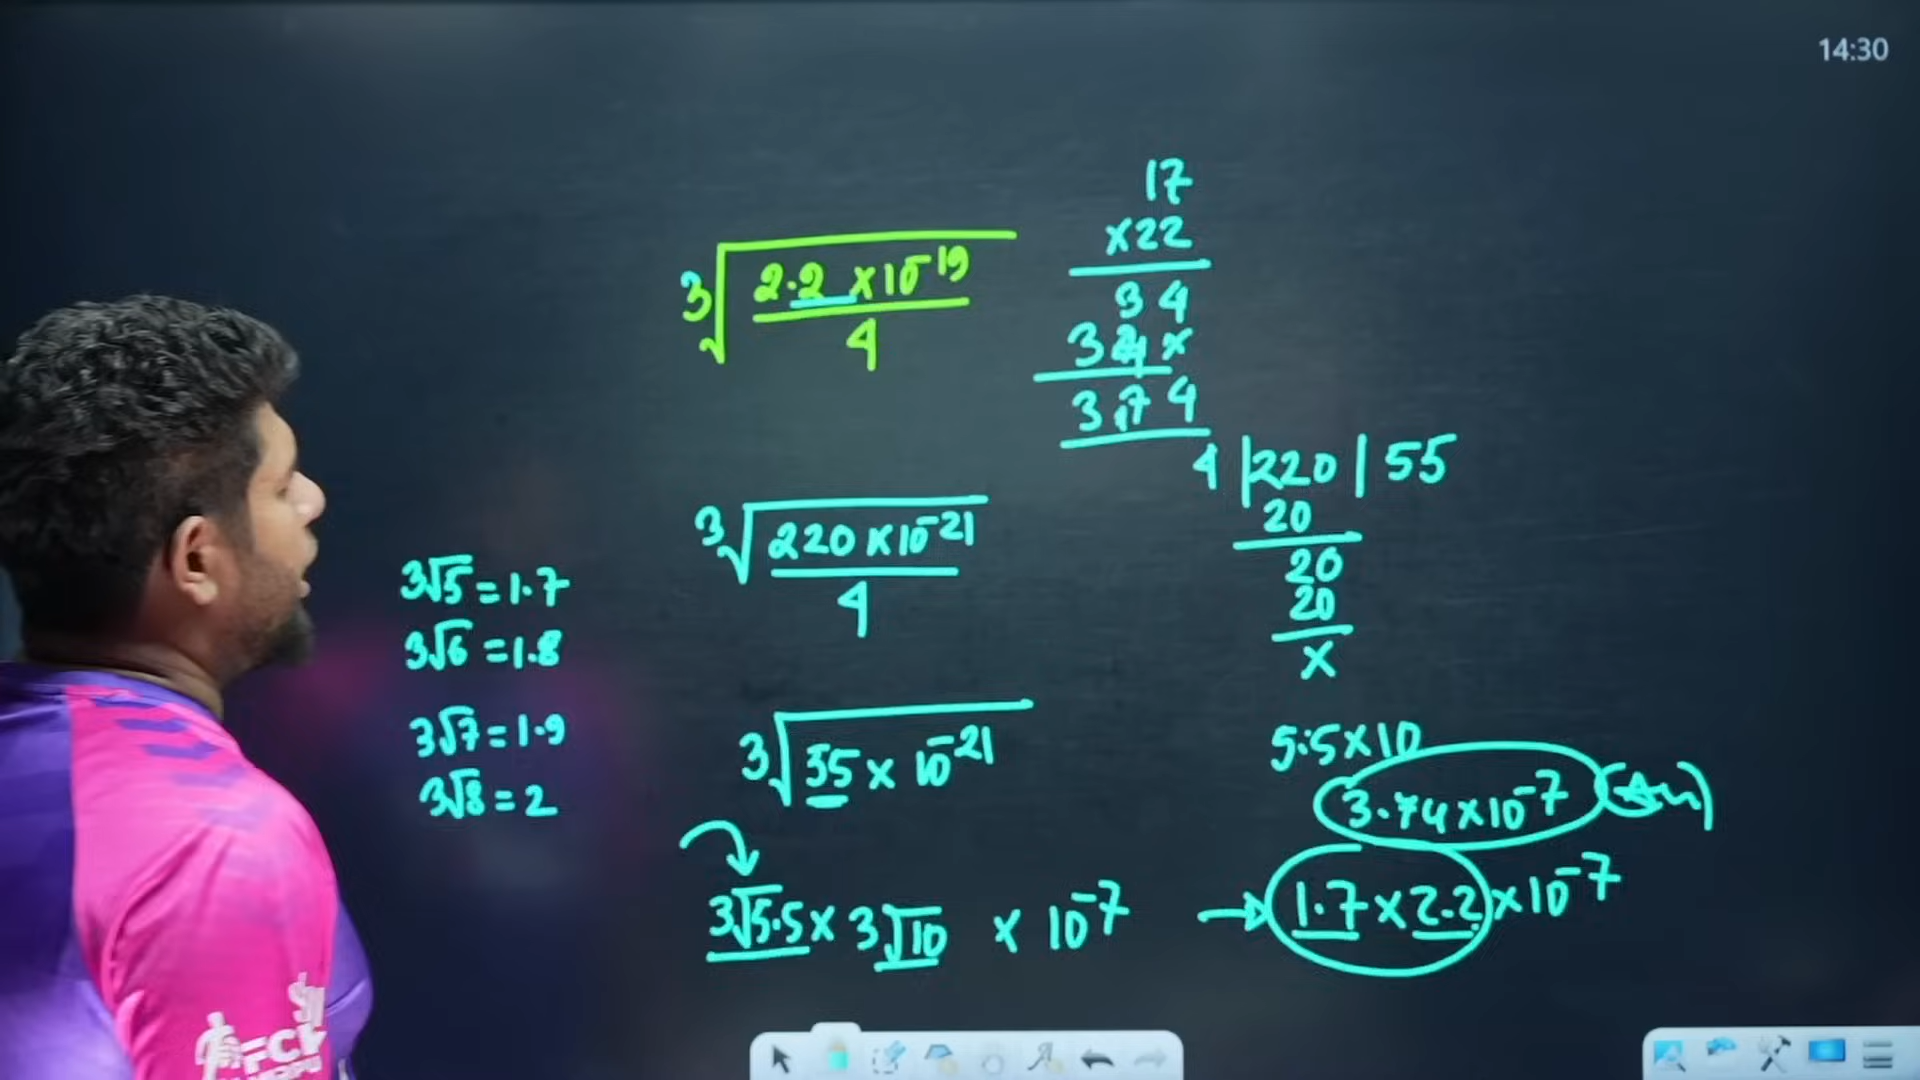 14:30
17
×22
34
34×
374
∛(2.2 ×10⁻¹⁹ / 4)
4 | 220 | 55
20
20
20
×
∛(220 ×10⁻²¹ / 4)
3√5 = 1.7
3√6 = 1.8
3√7 = 1.9
3√8 = 2
∛(55 × 10⁻²¹)
5.5×10
3.74×10⁻⁷ (Ans)
3√5.5 × 3√10 × 10⁻⁷ → 1.7×2.2×10⁻⁷
FC